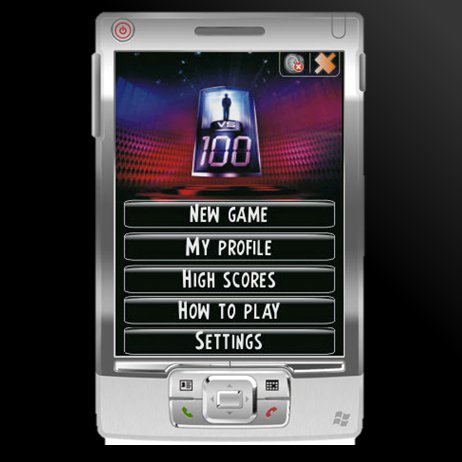 VS
100
NEW GAME
MY PROFILE
HIGH SCORES
HOW TO PLAY
SETTINGS